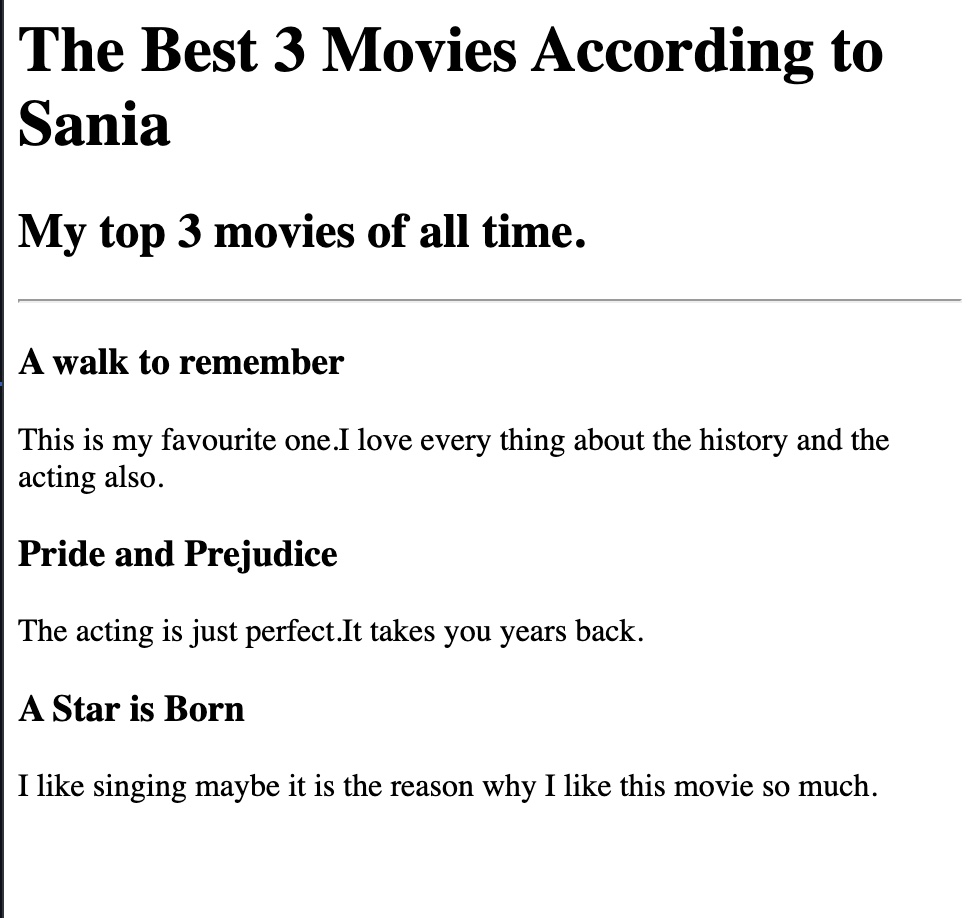 The Best 3 Movies According to
Sania
My top 3 movies of all time.
A walk to remember
This is my favourite one.I love every thing about the history and the
acting also.
Pride and Prejudice
The acting is just perfect.It takes you years back.
A Star is Born
I like singing maybe it is the reason why I like this movie so much.